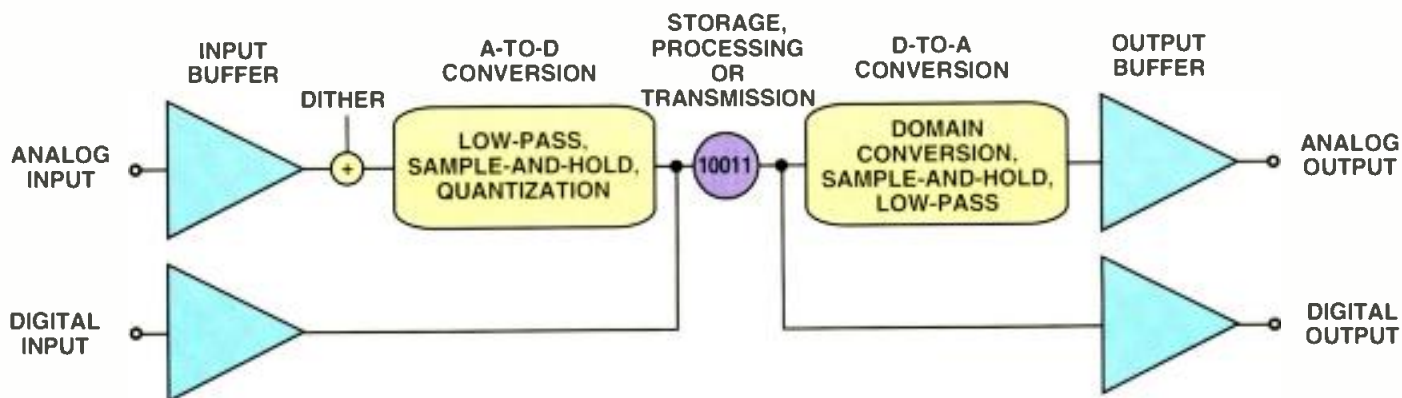 INPUT
BUFFER
DITHER
A-TO-D
CONVERSION
STORAGE,
PROCESSING
OR
TRANSMISSION
D-TO-A
CONVERSION
OUTPUT
BUFFER
ANALOG
INPUT
+
LOW-PASS,
SAMPLE-AND-HOLD,
QUANTIZATION
10011
DOMAIN
CONVERSION,
SAMPLE-AND-HOLD,
LOW-PASS
ANALOG
OUTPUT
DIGITAL
INPUT
DIGITAL
OUTPUT